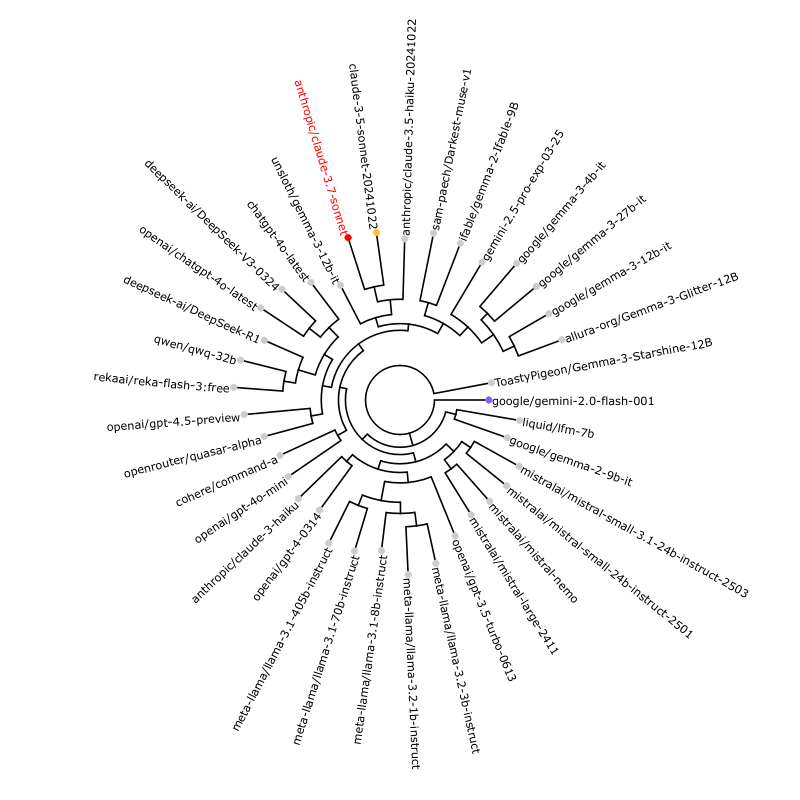 anthropic/claude-3.5-haiku-20241022
claude-3-5-sonnet-20241022
anthropic/claude-3.7-sonnet
unsloth/gemma-3-12b-it
chatgpt-4o-latest
deepseek-ai/DeepSeek-V3-0324
openai/chatgpt-4o-latest
deepseek-ai/DeepSeek-R1
qwen/qwq-32b
rekaai/reka-flash-3:free
openai/gpt-4.5-preview
openrouter/quasar-alpha
cohere/command-a
openai/gpt-4o-mini
anthropic/claude-3-haiku
openai/gpt-4-0314
meta-llama/llama-3.1-405b-instruct
meta-llama/llama-3.1-70b-instruct
meta-llama/llama-3.1-8b-instruct
meta-llama/llama-3.2-1b-instruct
meta-llama/llama-3.2-3b-instruct
openai/gpt-3.5-turbo-0613
mistralai/mistral-large-2411
mistralai/mistral-nemo
mistralai/mistral-small-24b-instruct-2501
mistralai/mistral-small-3.1-24b-instruct-2503
google/gemma-2-9b-it
liquid/lfm-7b
google/gemini-2.0-flash-001
ToastyPigeon/Gemma-3-Starshine-12B
allura-org/Gemma-3-Glitter-12B
google/gemma-3-12b-it
google/gemma-3-27b-it
google/gemma-3-4b-it
gemini-2.5-pro-exp-03-25
ifable/gemma-2-Ifable-9B
sam-paech/Darkest-muse-v1